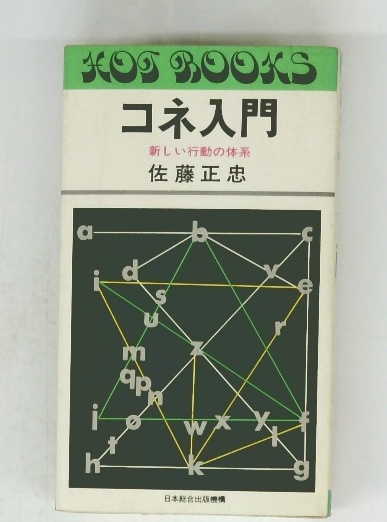 HOT BOOKS
コネ入門
新しい行動の体系
佐藤正忠
a b c
d v
i e
s
u r
m z
q p n
j o w x y f
t l
h k g
日本総合出版機構